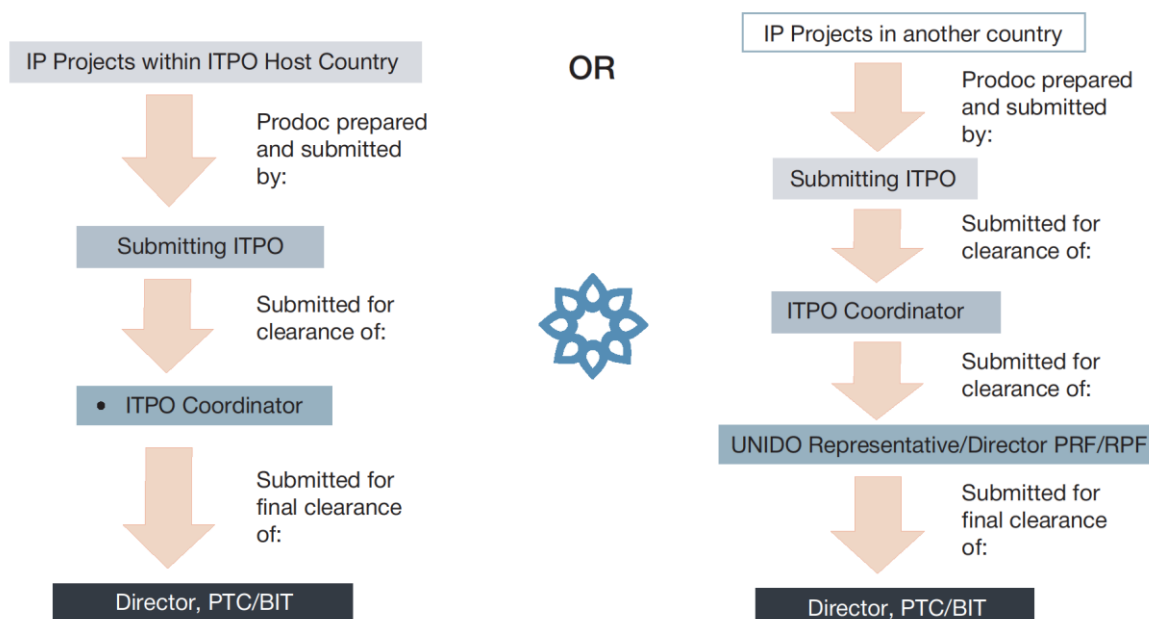 IP Projects within ITPO Host Country
Prodoc prepared
and submitted
by:
Submitting ITPO
Submitted for
clearance of:
• ITPO Coordinator
Submitted for
final clearance
of:
Director, PTC/BIT
OR
IP Projects in another country
Prodoc prepared
and submitted
by:
Submitting ITPO
Submitted for
clearance of:
ITPO Coordinator
Submitted for
clearance of:
UNIDO Representative/Director PRF/RPF
Submitted for
final clearance
of:
Director, PTC/BIT